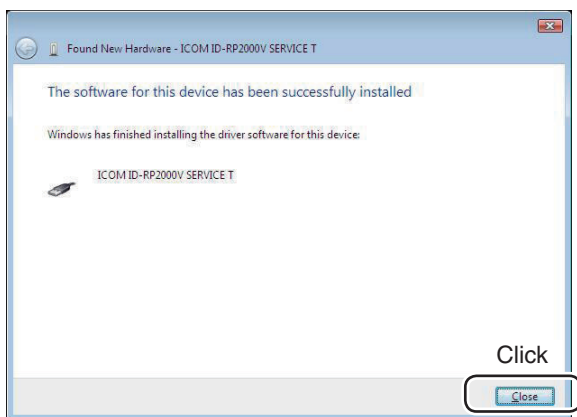 Found New Hardware - ICOM ID-RP2000V SERVICE T
The software for this device has been successfully installed
Windows has finished installing the driver software for this device:
ICOM ID-RP2000V SERVICE T
Click
Close